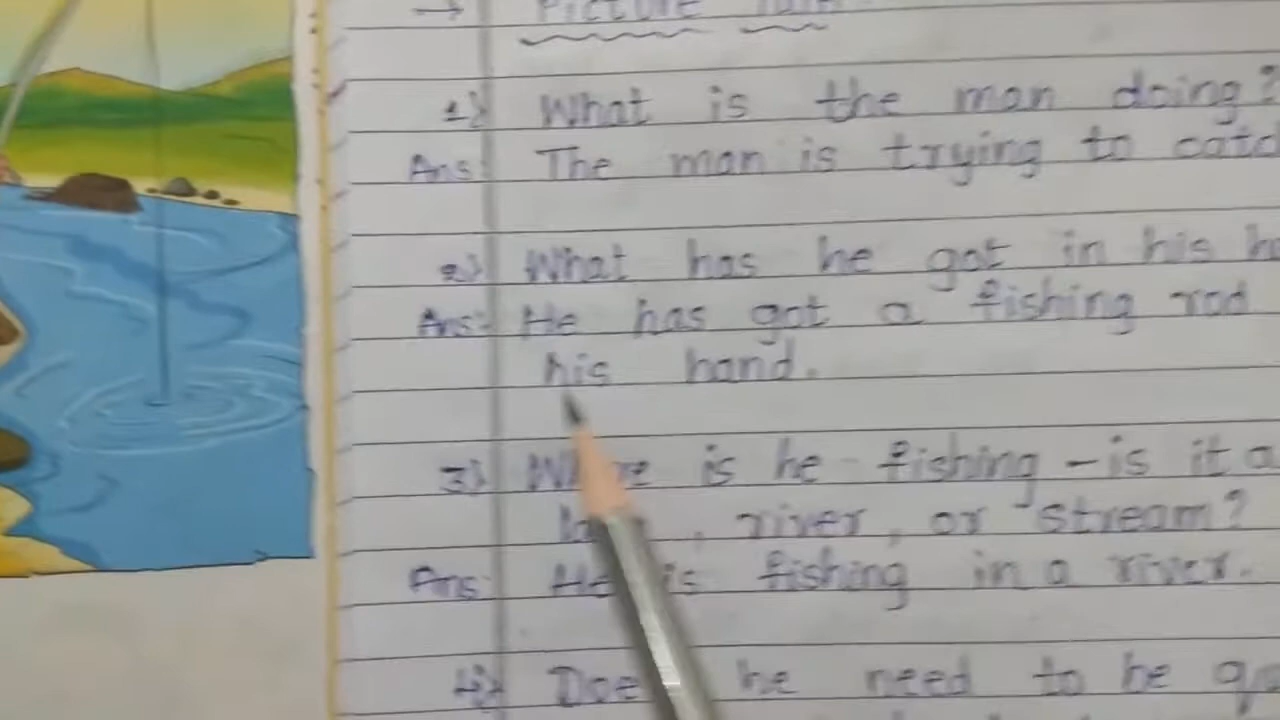 → Picture
1) What is the man doing?
Ans: The man is trying to
2) What has he got in his
Ans: He has got a fishing rod
his hand.
3) Where is he fishing - is it a
, river, or stream?
Ans: He is fishing in a river.
4) he need to be